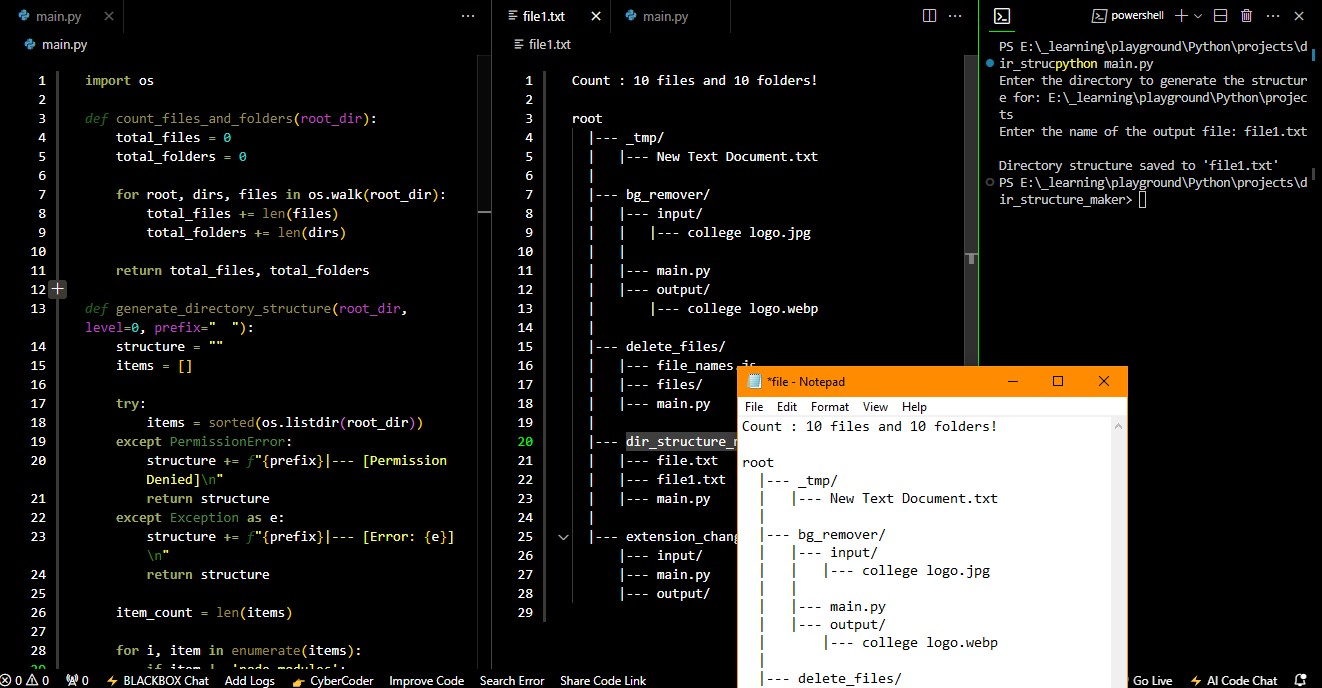 main.py
main.py
1 import os
2
3 def count_files_and_folders(root_dir):
4 total_files = 0
5 total_folders = 0
6
7 for root, dirs, files in os.walk(root_dir):
8 total_files += len(files)
9 total_folders += len(dirs)
10
11 return total_files, total_folders
12
13 def generate_directory_structure(root_dir,
level=0, prefix="  "):
14 structure = ""
15 items = []
16
17 try:
18 items = sorted(os.listdir(root_dir))
19 except PermissionError:
20 structure += f"{prefix}|--- [Permission
Denied]\n"
21 return structure
22 except Exception as e:
23 structure += f"{prefix}|--- [Error: {e}]
\n"
24 return structure
25
26 item_count = len(items)
27
28 for i, item in enumerate(items):
file1.txt
main.py
file1.txt
1 Count : 10 files and 10 folders!
2
3 root
4 |--- _tmp/
5 | |--- New Text Document.txt
6 |
7 |--- bg_remover/
8 | |--- input/
9 | | |--- college logo.jpg
10 | |
11 | |--- main.py
12 | |--- output/
13 | |--- college logo.webp
14 |
15 |--- delete_files/
16 | |--- file_names.js
17 | |--- files/
18 | |--- main.py
19 |
20 |--- dir_structure_
21 | |--- file.txt
22 | |--- file1.txt
23 | |--- main.py
24 |
25 |--- extension_chang
26 |--- input/
27 |--- main.py
28 |--- output/
29
powershell
PS E:\_learning\playground\Python\projects\d
ir_strucpython main.py
Enter the directory to generate the structur
e for: E:\_learning\playground\Python\projec
ts
Enter the name of the output file: file1.txt
Directory structure saved to 'file1.txt'
PS E:\_learning\playground\Python\projects\d
ir_structure_maker>
*file - Notepad
File Edit Format View Help
Count : 10 files and 10 folders!
root
|--- _tmp/
| |--- New Text Document.txt
|
|--- bg_remover/
| |--- input/
| | |--- college logo.jpg
| |
| |--- main.py
| |--- output/
| |--- college logo.webp
|
|--- delete_files/
0 0 0 BLACKBOX Chat Add Logs CyberCoder Improve Code Search Error Share Code Link Go Live AI Code Chat